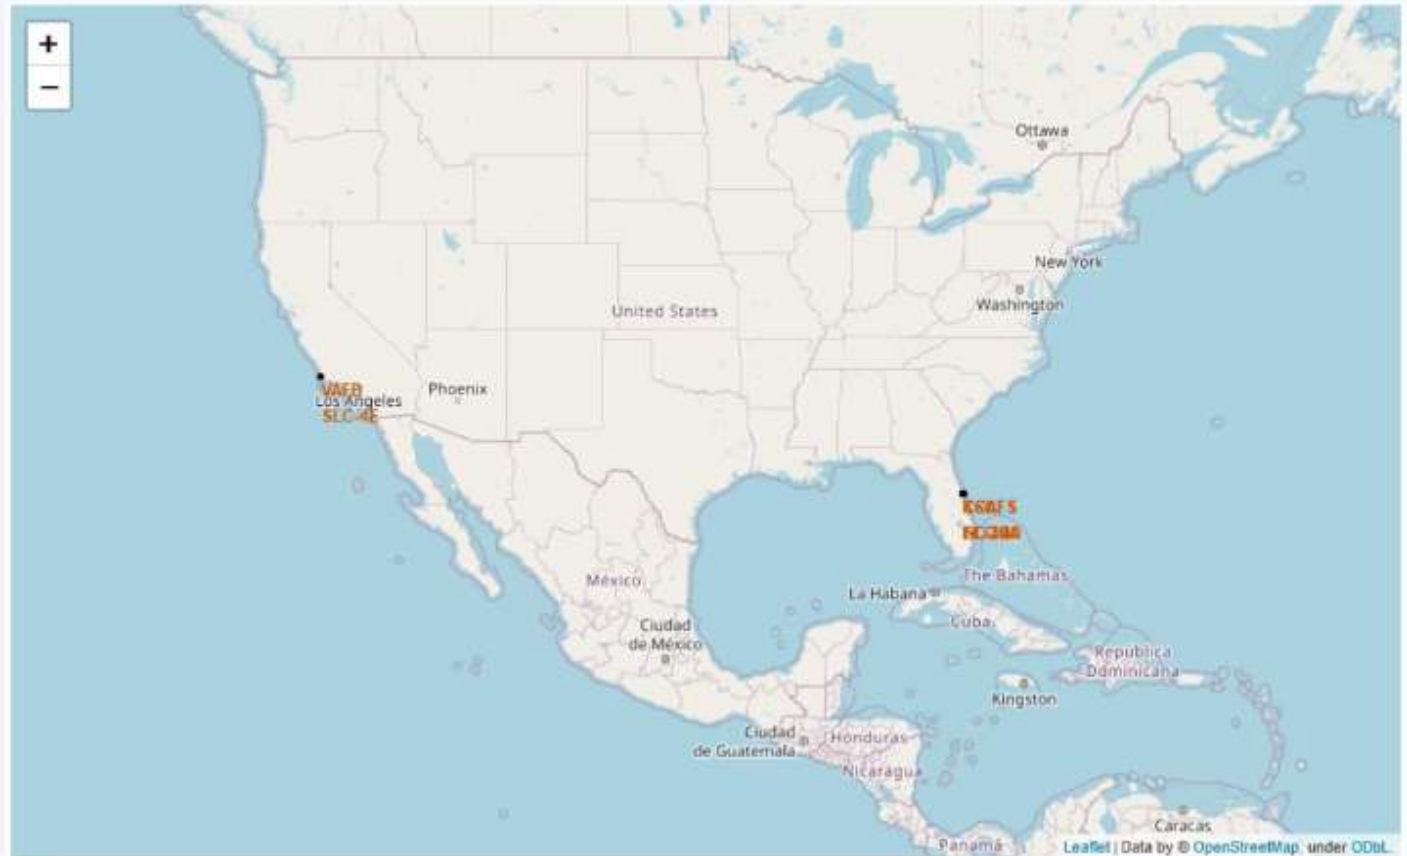 +
−
Ottawa
New York
Washington
United States
VAFB
Los Angeles
SLC-4E
Phoenix
The Bahamas
México
La Habana
Cuba
Ciudad
de México
República
Dominicana
Kingston
Ciudad
de Guatemala
Honduras
Nicaragua
Caracas
Panamá
Leaflet | Data by © OpenStreetMap, under ODbL.